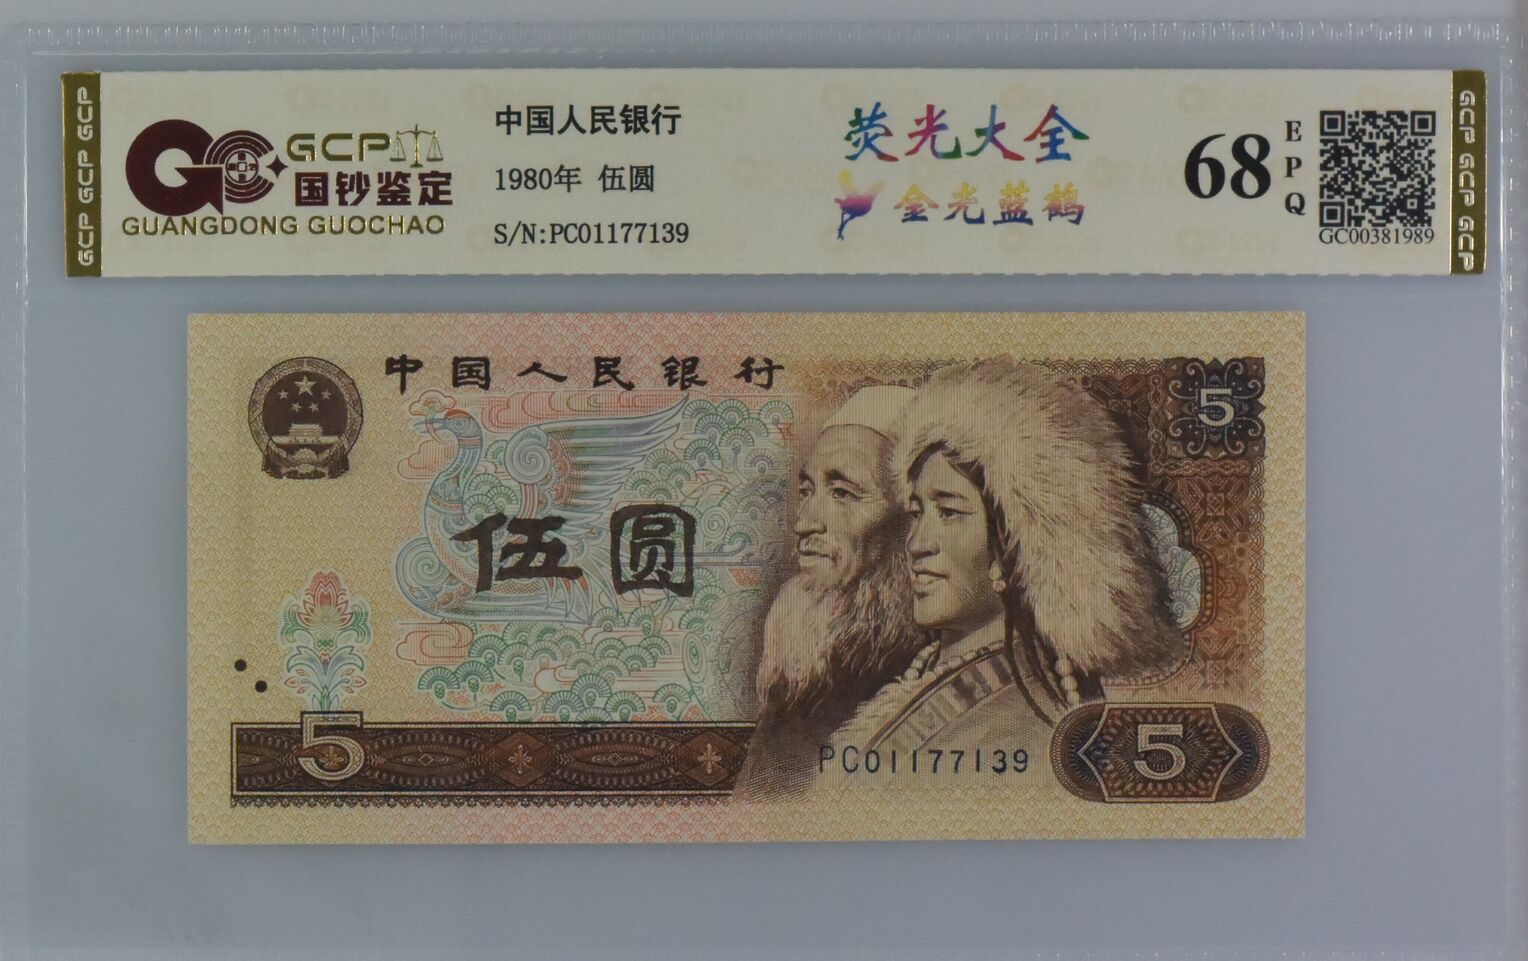 GCP GCP GCP
GCP
国钞鉴定
GUANGDONG GUOCHAO
中国人民银行
1980年 伍圆
S/N:PC01177139
荧光大全
金光蓝鹤
68
EPQ
GC00381989
GCP GCP GCP
中国人民银行
5
伍圆
5
PC01177139
5